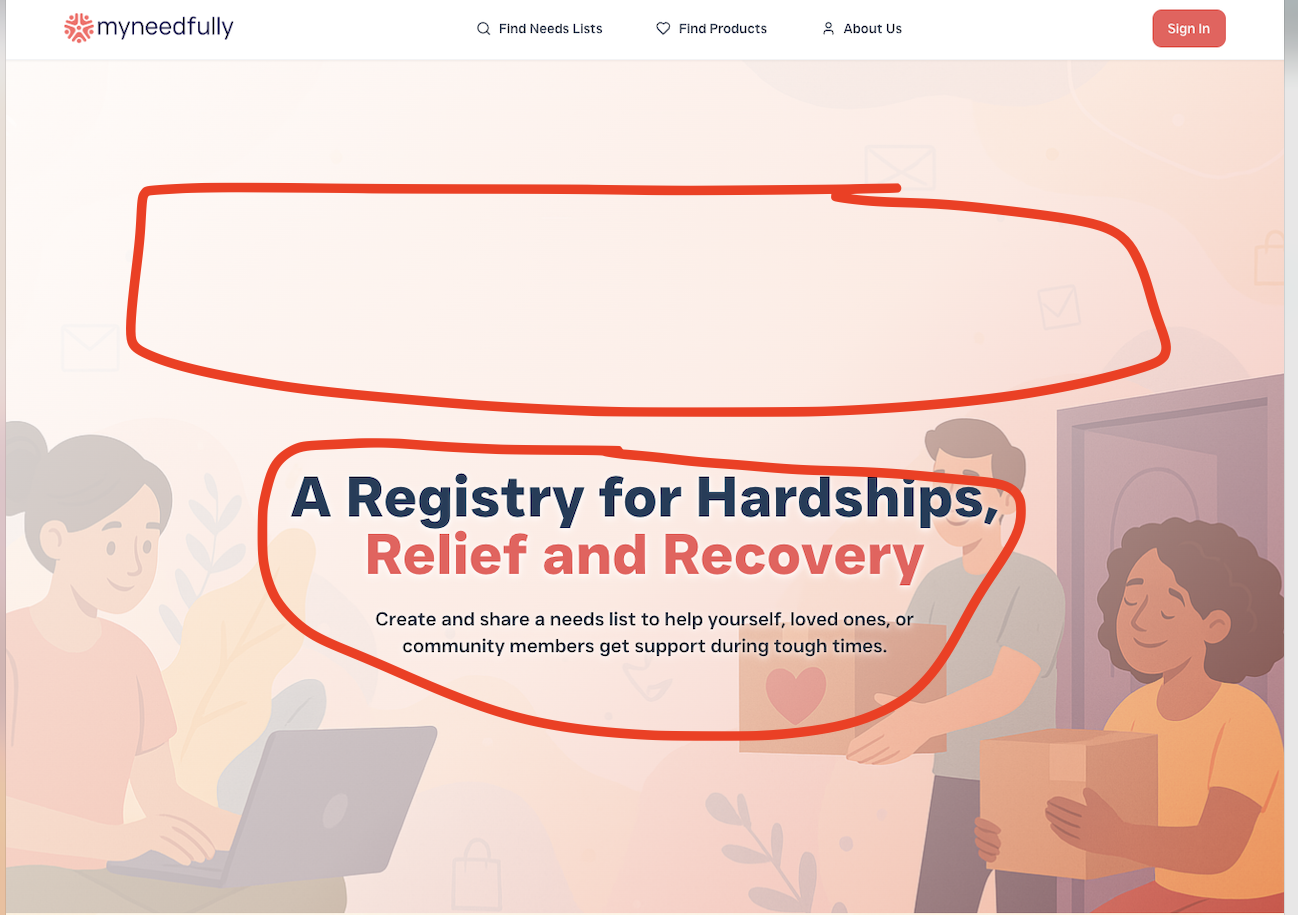 myneedfully
Find Needs Lists
Find Products
About Us
Sign In
A Registry for Hardships,
Relief and Recovery
Create and share a needs list to help yourself, loved ones, or
community members get support during tough times.